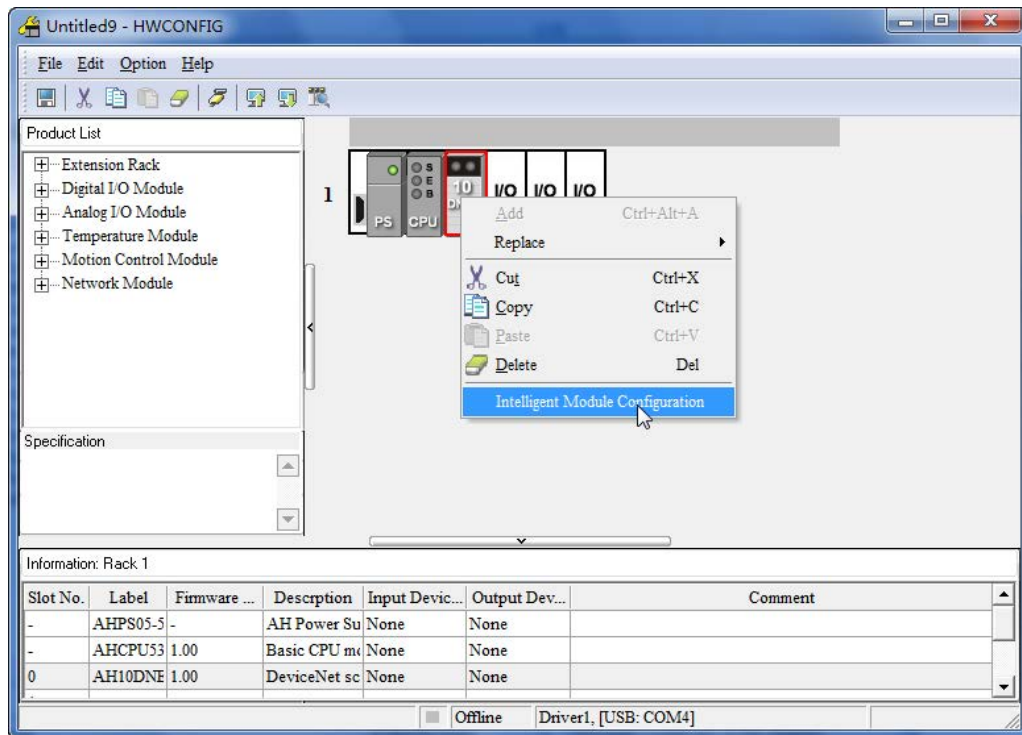 Untitled9 - HWCONFIG
File Edit Option Help
Product List
Extension Rack
Digital I/O Module
Analog I/O Module
Temperature Module
Motion Control Module
Network Module
Specification
1
PS CPU S E B 10 I/O I/O I/O
Add Ctrl+Alt+A
Replace
Cut Ctrl+X
Copy Ctrl+C
Paste Ctrl+V
Delete Del
Intelligent Module Configuration
Information: Rack 1
Slot No. Label Firmware ... Descrption Input Devic... Output Dev... Comment
- AHPS05-5 - AH Power Su None None
- AHCPU53 1.00 Basic CPU mo None None
0 AH10DNE 1.00 DeviceNet sc None None
Offline Driver1, [USB: COM4]